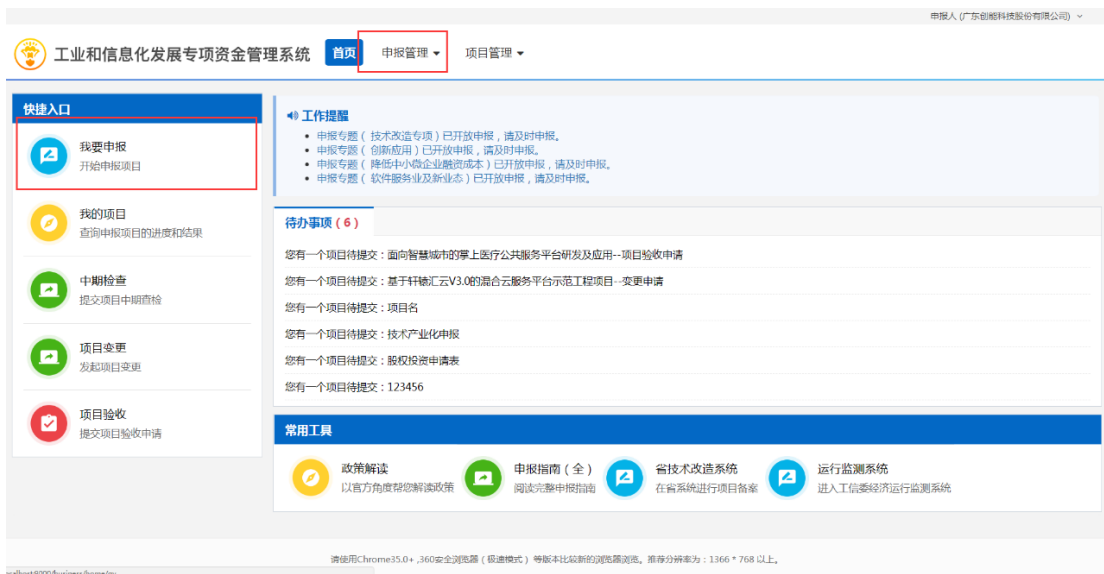 申报人 (广东创能科技股份有限公司)
工业和信息化发展专项资金管理系统 首页 申报管理 项目管理
快捷入口
我要申报
开始申报项目
我的项目
查询申报项目的进度和结果
中期检查
提交项目中期查检
项目变更
发起项目变更
项目验收
提交项目验收申请
工作提醒
申报专题 ( 技术改造专项 ) 已开放申报，请及时申报。
申报专题 ( 创新应用 ) 已开放申报，请及时申报。
申报专题 ( 降低中小微企业融资成本 ) 已开放申报，请及时申报。
申报专题 ( 软件服务业及新业态 ) 已开放申报，请及时申报。
待办事项 ( 6 )
您有一个项目待提交：面向智慧城市的掌上医疗公共服务平台研发及应用--项目验收申请
您有一个项目待提交：基于轩辕汇云V3.0的混合云服务平台示范工程项目--变更申请
您有一个项目待提交：项目名
您有一个项目待提交：技术产业化申报
您有一个项目待提交：股权投资申请表
您有一个项目待提交：123456
常用工具
政策解读
以官方角度帮您解读政策
申报指南 ( 全 )
阅读完整申报指南
省技术改造系统
在省系统进行项目备案
运行监测系统
进入工信委经济运行监测系统
请使用Chrome35.0+ ,360安全浏览器 ( 极速模式 ) 等版本比较新的浏览器浏览。推荐分辨率为：1366 * 768 以上。